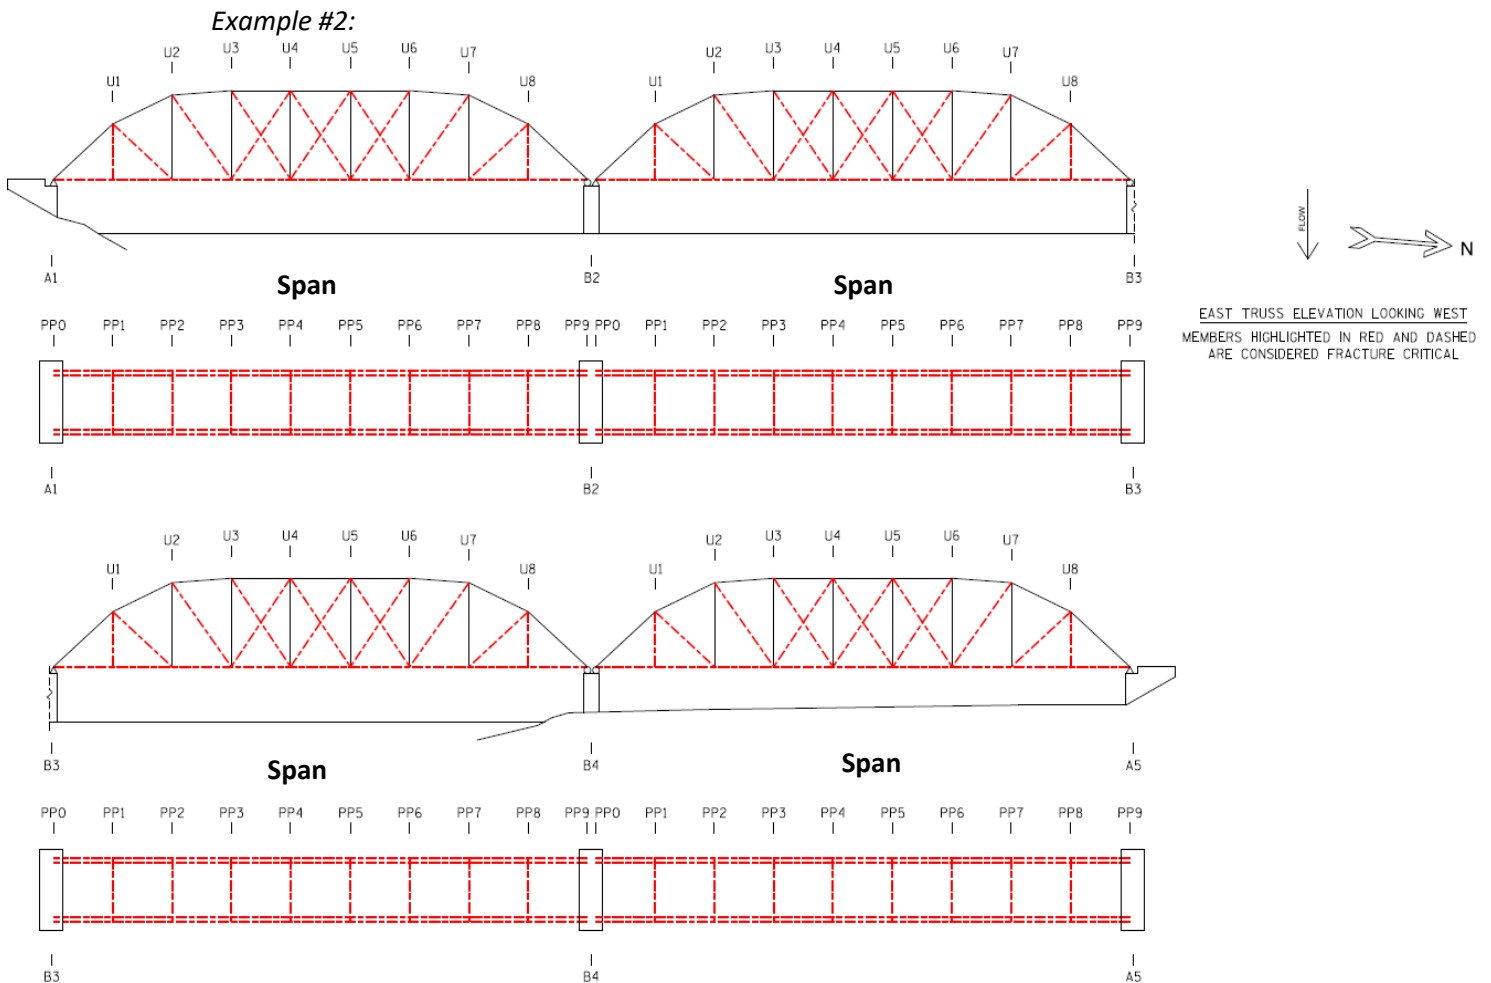 Example #2:
U1 U2 U3 U4 U5 U6 U7 U8 U1 U2 U3 U4 U5 U6 U7 U8
FLOW
N
A1 B2 B3
Span Span
EAST TRUSS ELEVATION LOOKING WEST
MEMBERS HIGHLIGHTED IN RED AND DASHED
ARE CONSIDERED FRACTURE CRITICAL
PP0 PP1 PP2 PP3 PP4 PP5 PP6 PP7 PP8 PP9 PP0 PP1 PP2 PP3 PP4 PP5 PP6 PP7 PP8 PP9
A1 B2 B3
U1 U2 U3 U4 U5 U6 U7 U8 U1 U2 U3 U4 U5 U6 U7 U8
B3 B4 A5
Span Span
PP0 PP1 PP2 PP3 PP4 PP5 PP6 PP7 PP8 PP9 PP0 PP1 PP2 PP3 PP4 PP5 PP6 PP7 PP8 PP9
B3 B4 A5